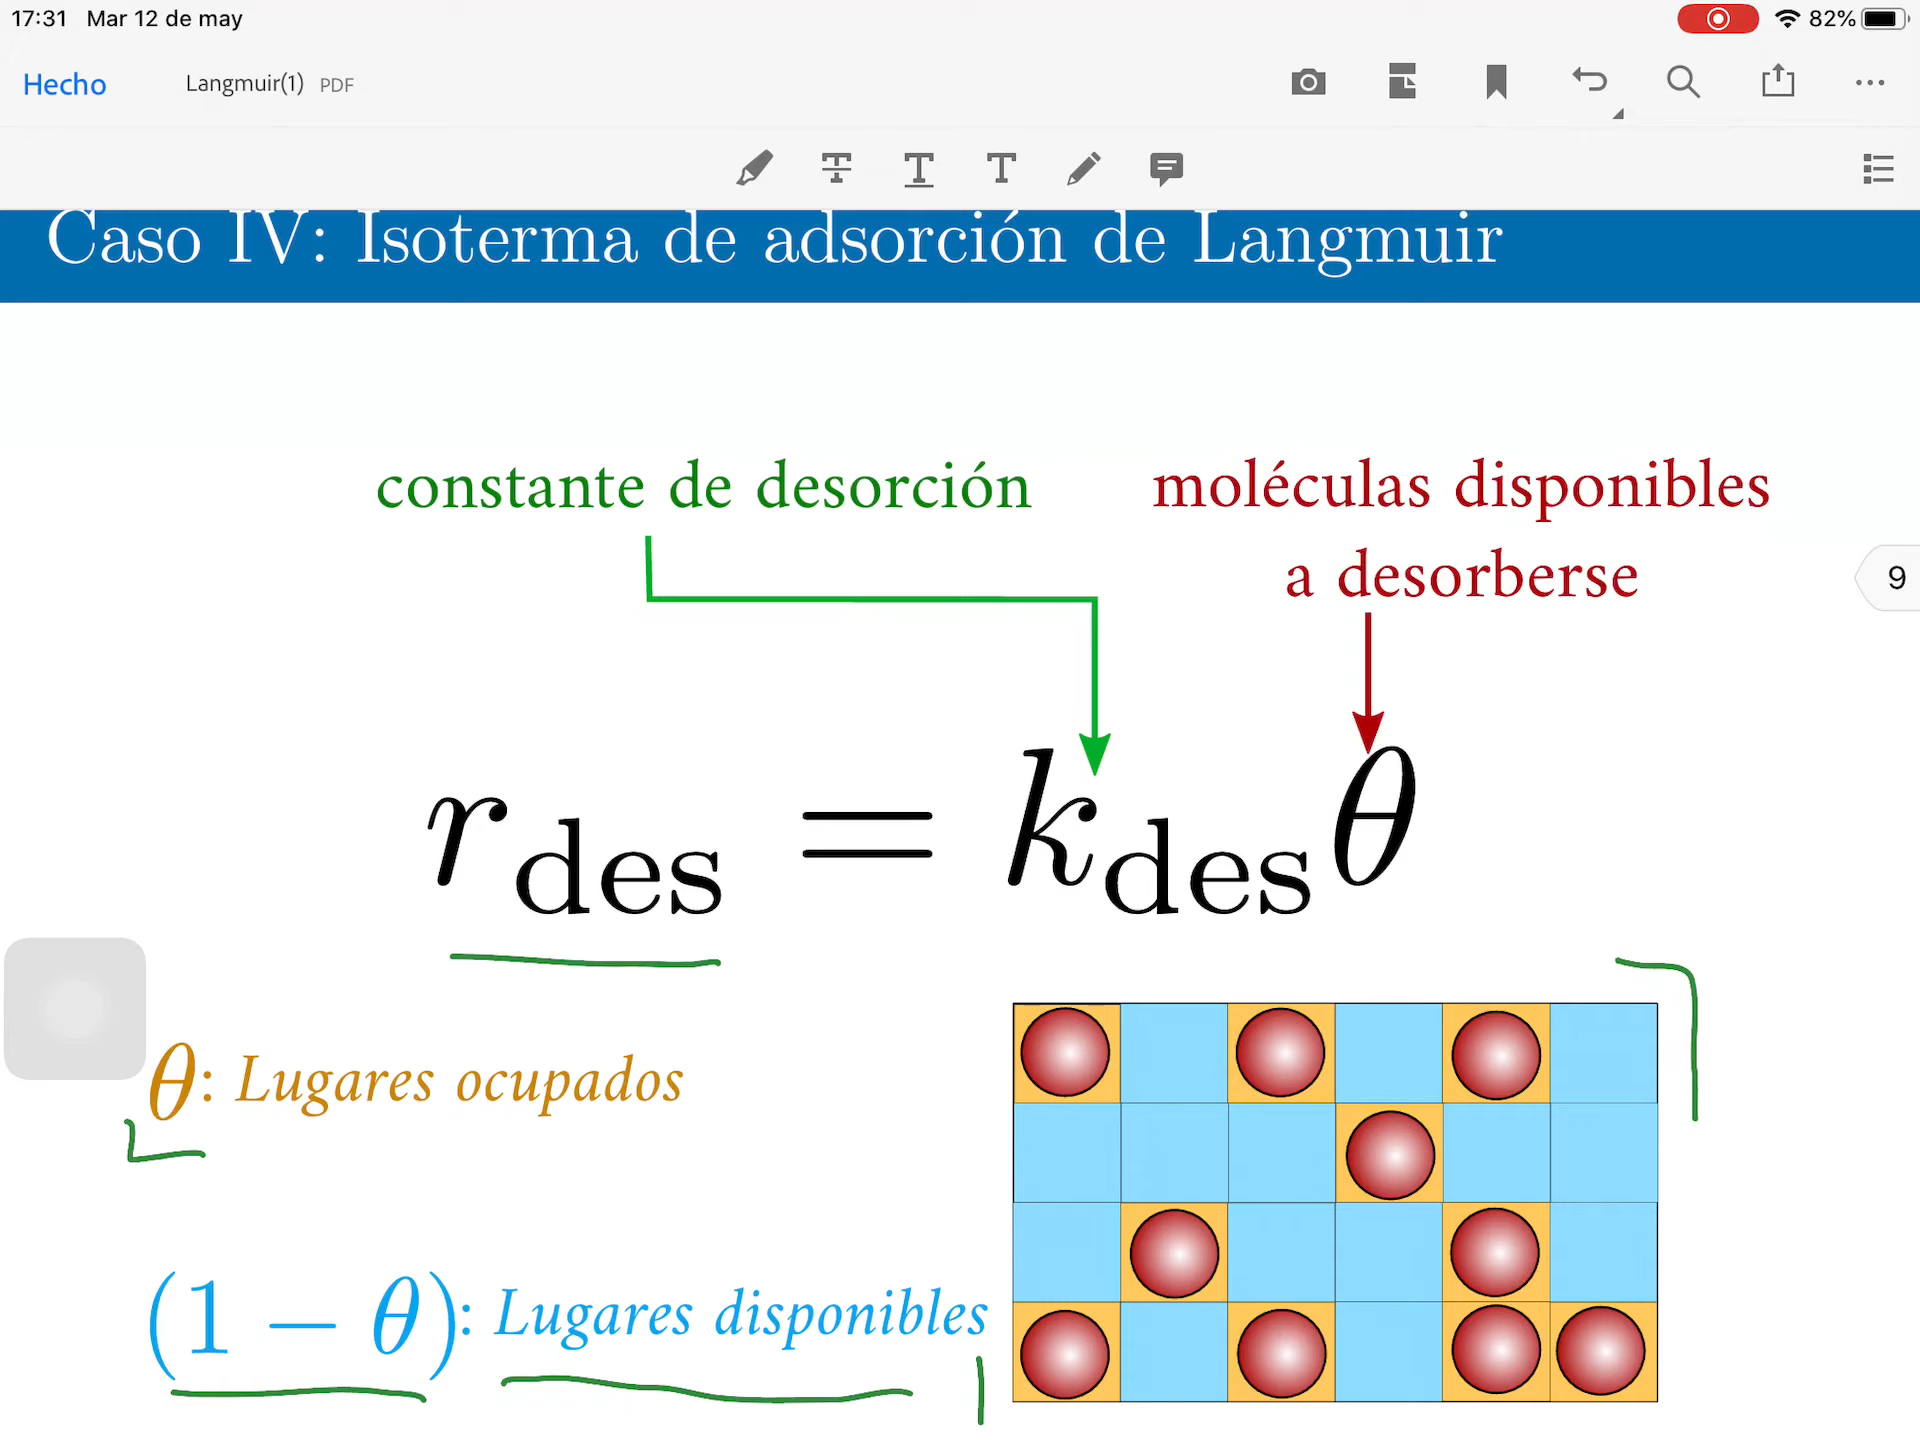 17:31 Mar 12 de may 82%
Hecho Langmuir(1) PDF
Caso IV: Isoterma de adsorción de Langmuir
constante de desorción
moléculas disponibles
a desorberse
9
r_des = k_des θ
θ: Lugares ocupados
(1 − θ): Lugares disponibles